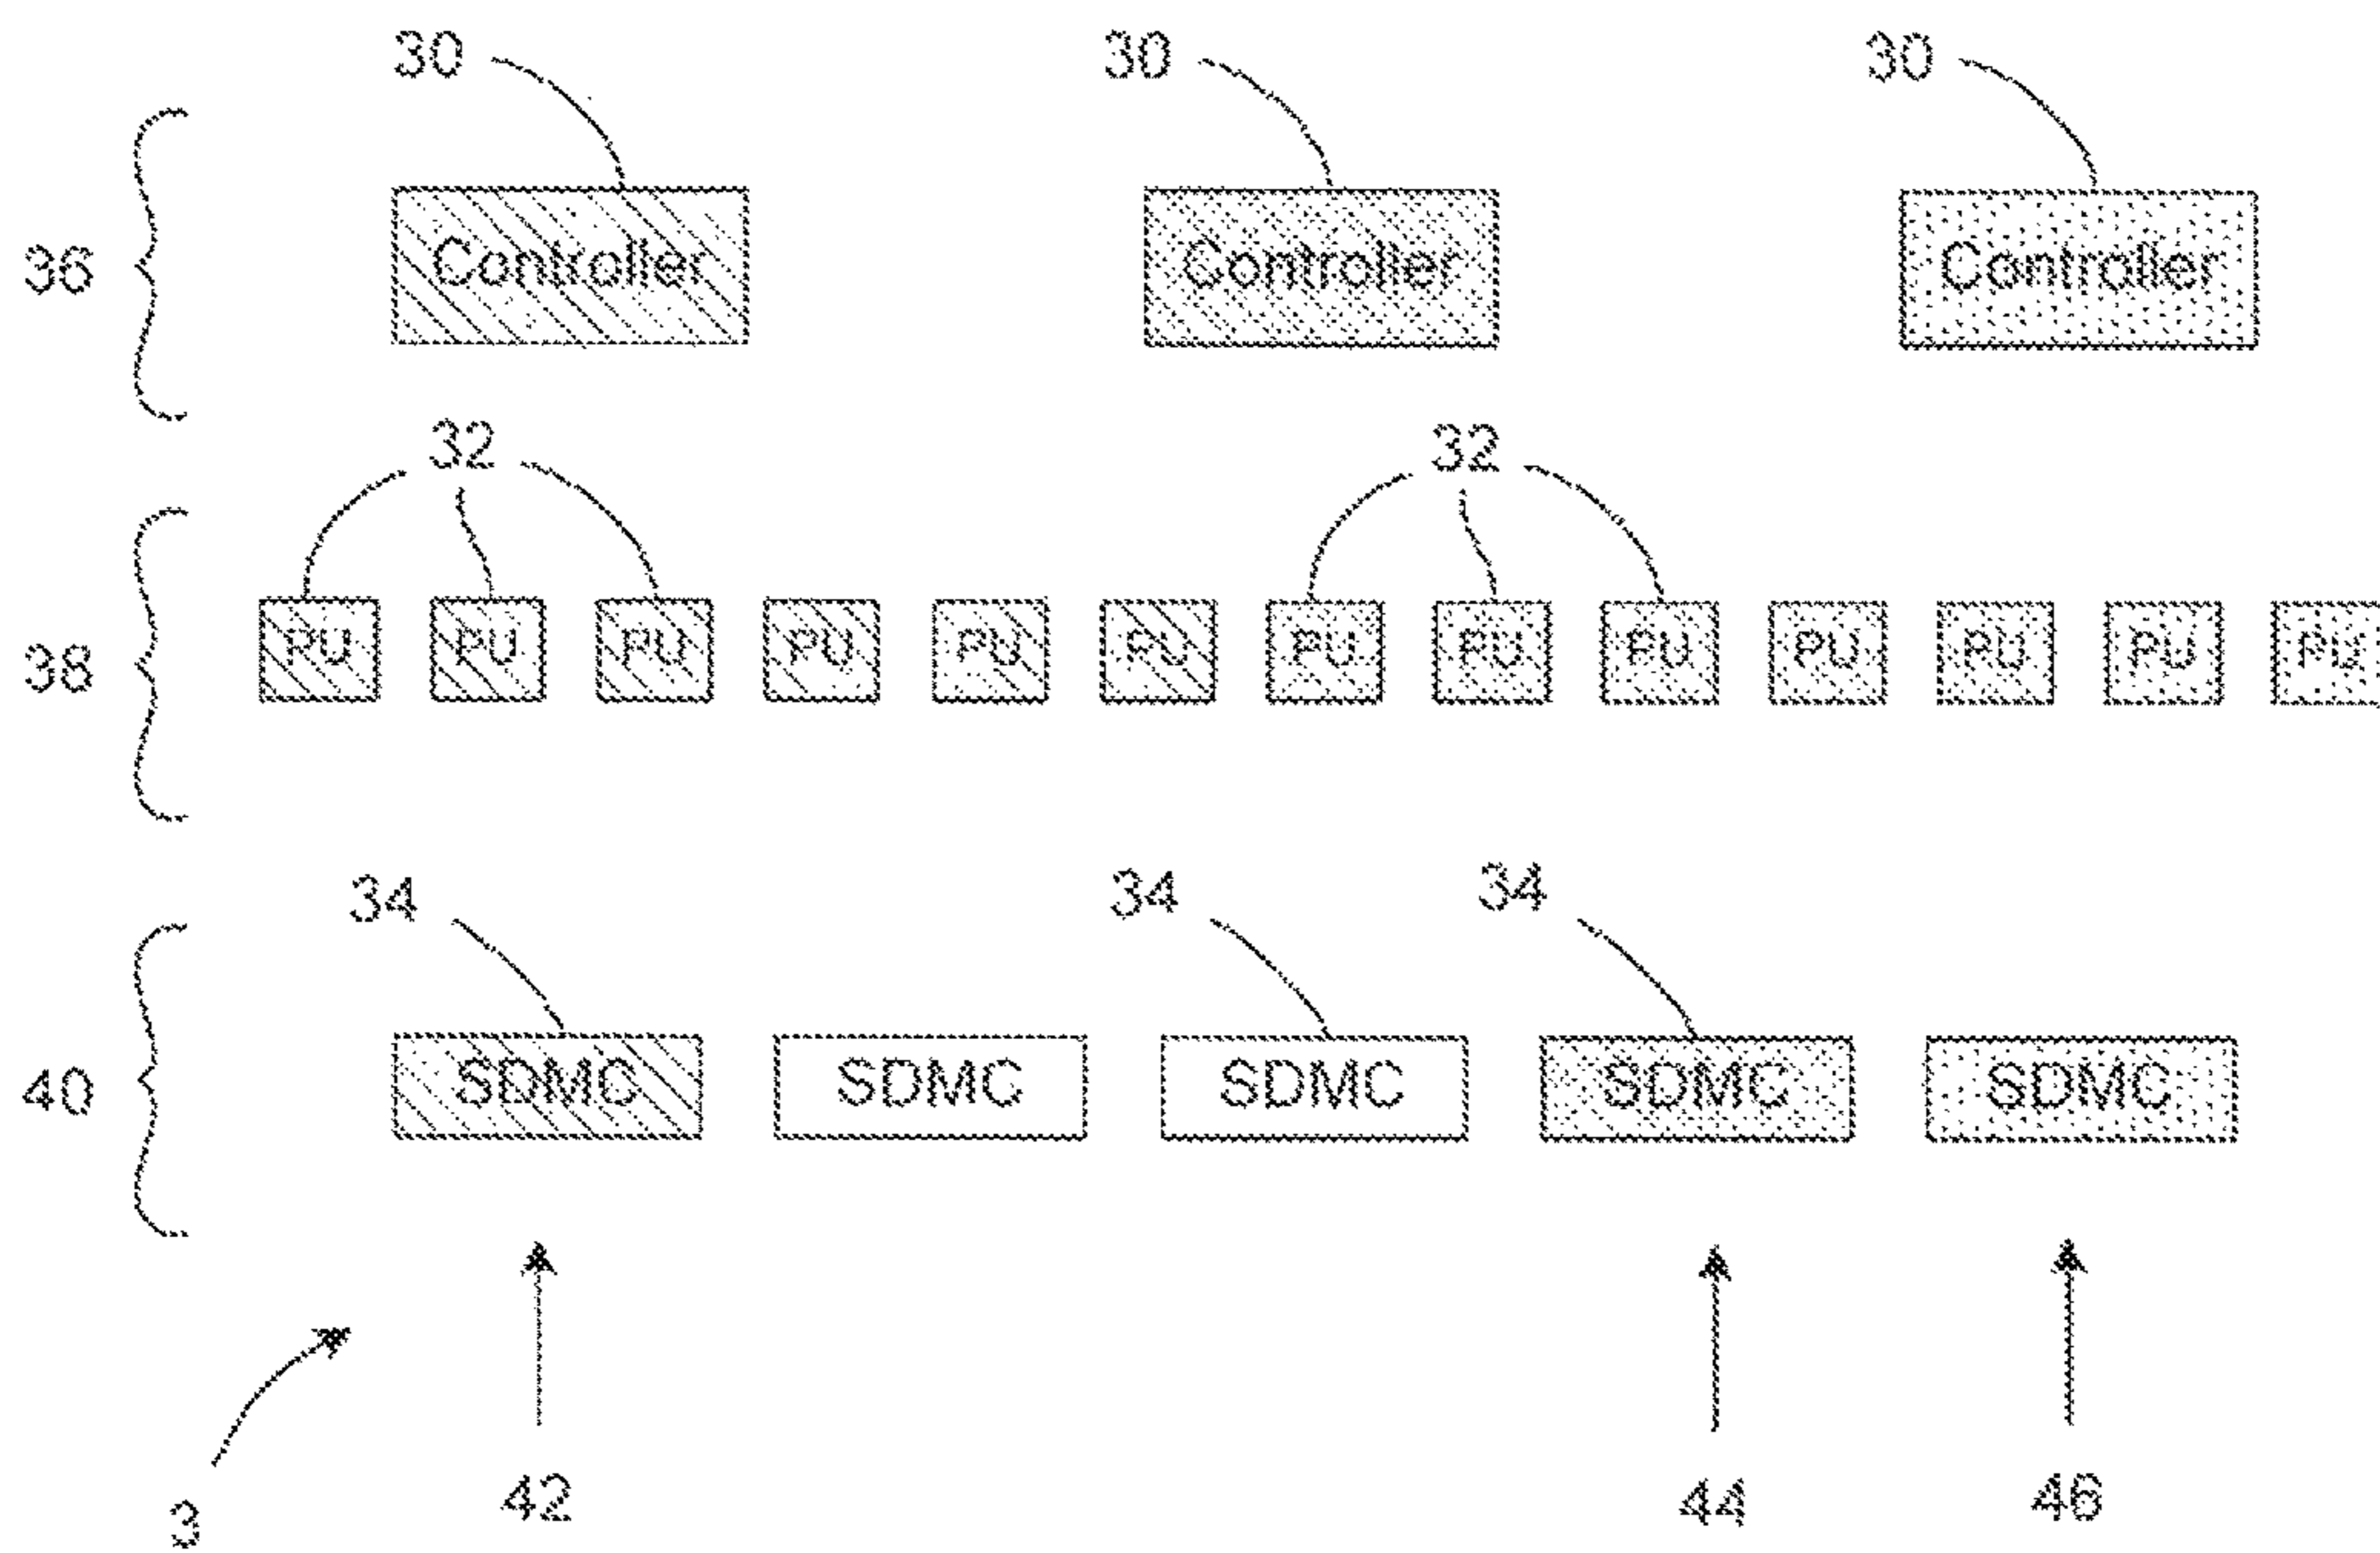 30 30 30
36 Controller Controller Controller
32 32
38 PU PU PU PU PU PU PU PU PU PU PU PU PU
34 34 34
40 SDMC SDMC SDMC SDMC SDMC
3 42 44 46